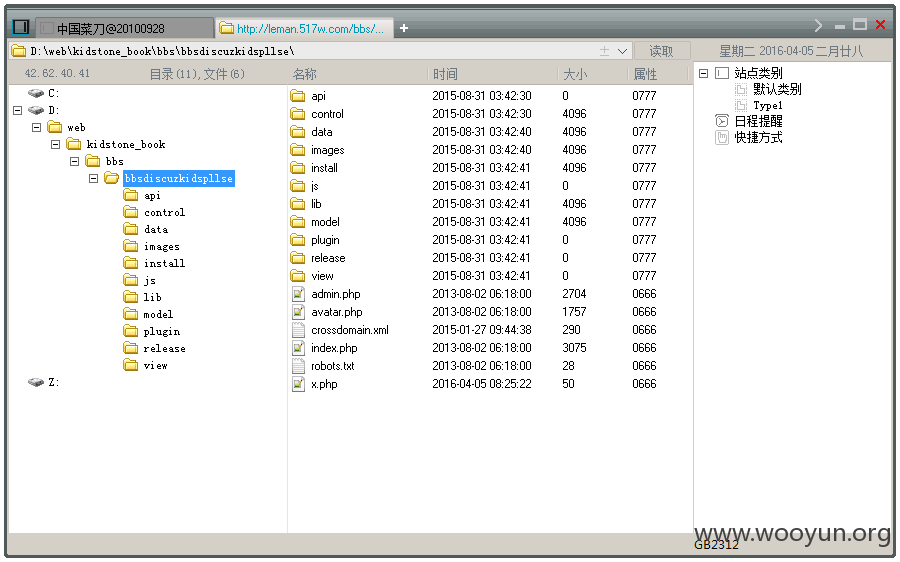 中国菜刀@20100928 http://leman.517w.com/bbs/... +
D:\web\kidstone_book\bbs\bbsdiscuzkidspllse\ 读取 星期二 2016-04-05 二月廿八
42.62.40.41 目录(11),文件(6) 名称 时间 大小 属性
C:
D:
web
kidstone_book
bbs
bbsdiscuzkidspllse
api
control
data
images
install
js
lib
model
plugin
release
view
Z:
api 2015-08-31 03:42:30 0 0777
control 2015-08-31 03:42:30 4096 0777
data 2015-08-31 03:42:40 4096 0777
images 2015-08-31 03:42:40 4096 0777
install 2015-08-31 03:42:41 4096 0777
js 2015-08-31 03:42:41 0 0777
lib 2015-08-31 03:42:41 4096 0777
model 2015-08-31 03:42:41 4096 0777
plugin 2015-08-31 03:42:41 0 0777
release 2015-08-31 03:42:41 0 0777
view 2015-08-31 03:42:41 0 0777
admin.php 2013-08-02 06:18:00 2704 0666
avatar.php 2013-08-02 06:18:00 1757 0666
crossdomain.xml 2015-01-27 09:44:38 290 0666
index.php 2013-08-02 06:18:00 3075 0666
robots.txt 2013-08-02 06:18:00 28 0666
x.php 2016-04-05 08:25:22 50 0666
站点类别
默认类别
Type1
日程提醒
快捷方式
www.wooyun.org
GB2312